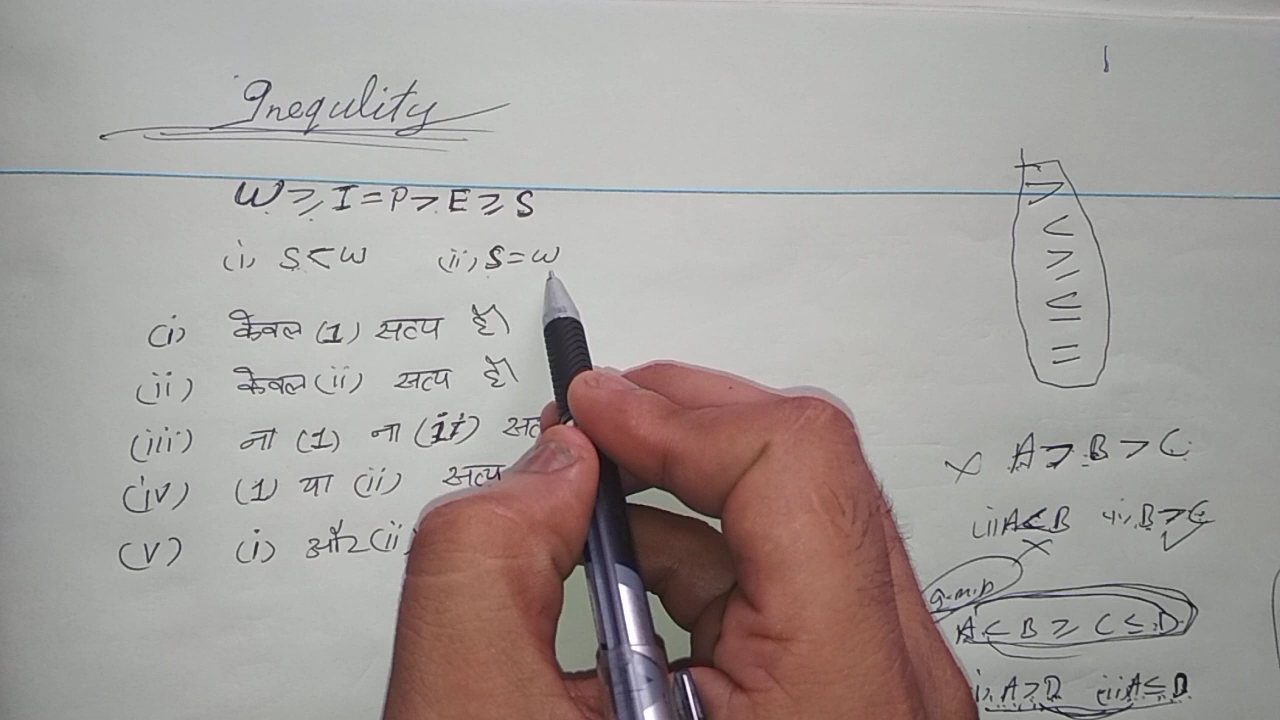 Inequlity
W ≥ I = P > E ≥ S
(i) S < W (ii) S = W
(i) केवल (1) सत्य है।
(ii) केवल (ii) सत्य है।
(iii) ना (1) ना (ii)
(iv) (1) या (ii) सत्य
(v) (i) और (ii)
>
<
≥
≤
=
A > B > C
(i) A < B (ii) B > C
A < B ≥ C ≤ D
(ii) A ≤ D